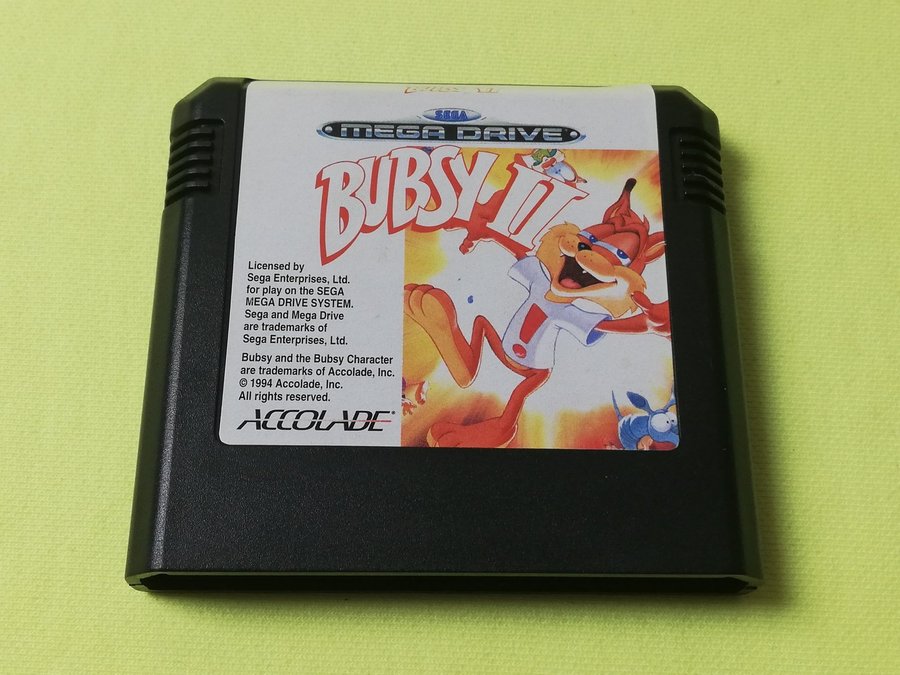 BUBSY II
SEGA
MEGA DRIVE
BUBSY II
Licensed by
Sega Enterprises, Ltd.
for play on the SEGA
MEGA DRIVE SYSTEM.
Sega and Mega Drive
are trademarks of
Sega Enterprises, Ltd.
Bubsy and the Bubsy Character
are trademarks of Accolade, Inc.
© 1994 Accolade, Inc.
All rights reserved.
ACCOLADE®